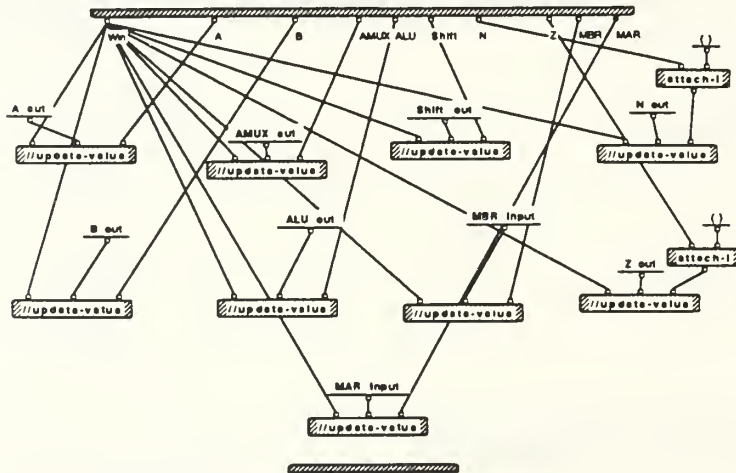 Win A B AMUX ALU Shift N Z MBR MAR
( )
attach-l
A out
Shift out
N out
AMUX out
//update-value
//update-value
//update-value
//update-value
B out
ALU out
MBR Input
( )
attach-l
Z out
//update-value
//update-value
//update-value
//update-value
MAR Input
//update-value